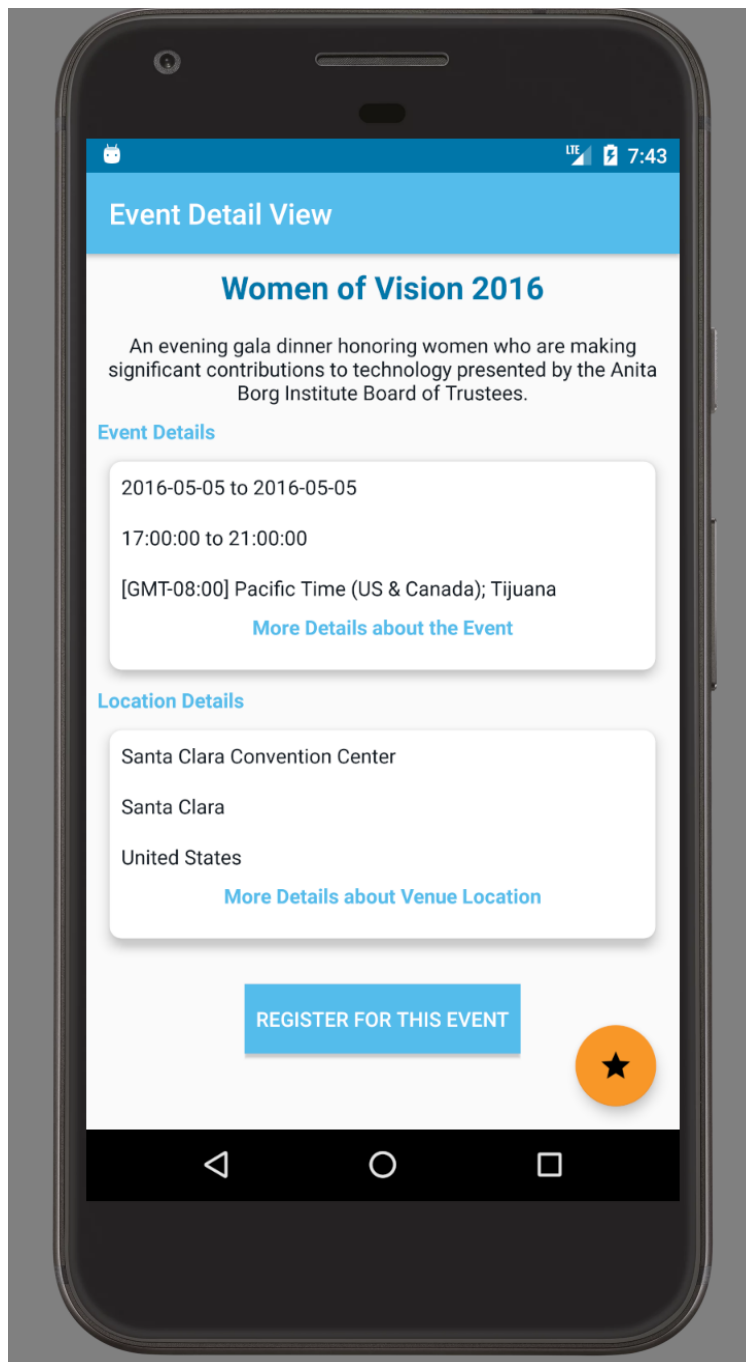 LTE 7:43
Event Detail View
Women of Vision 2016
An evening gala dinner honoring women who are making
significant contributions to technology presented by the Anita
Borg Institute Board of Trustees.
Event Details
2016-05-05 to 2016-05-05
17:00:00 to 21:00:00
[GMT-08:00] Pacific Time (US & Canada); Tijuana
More Details about the Event
Location Details
Santa Clara Convention Center
Santa Clara
United States
More Details about Venue Location
REGISTER FOR THIS EVENT